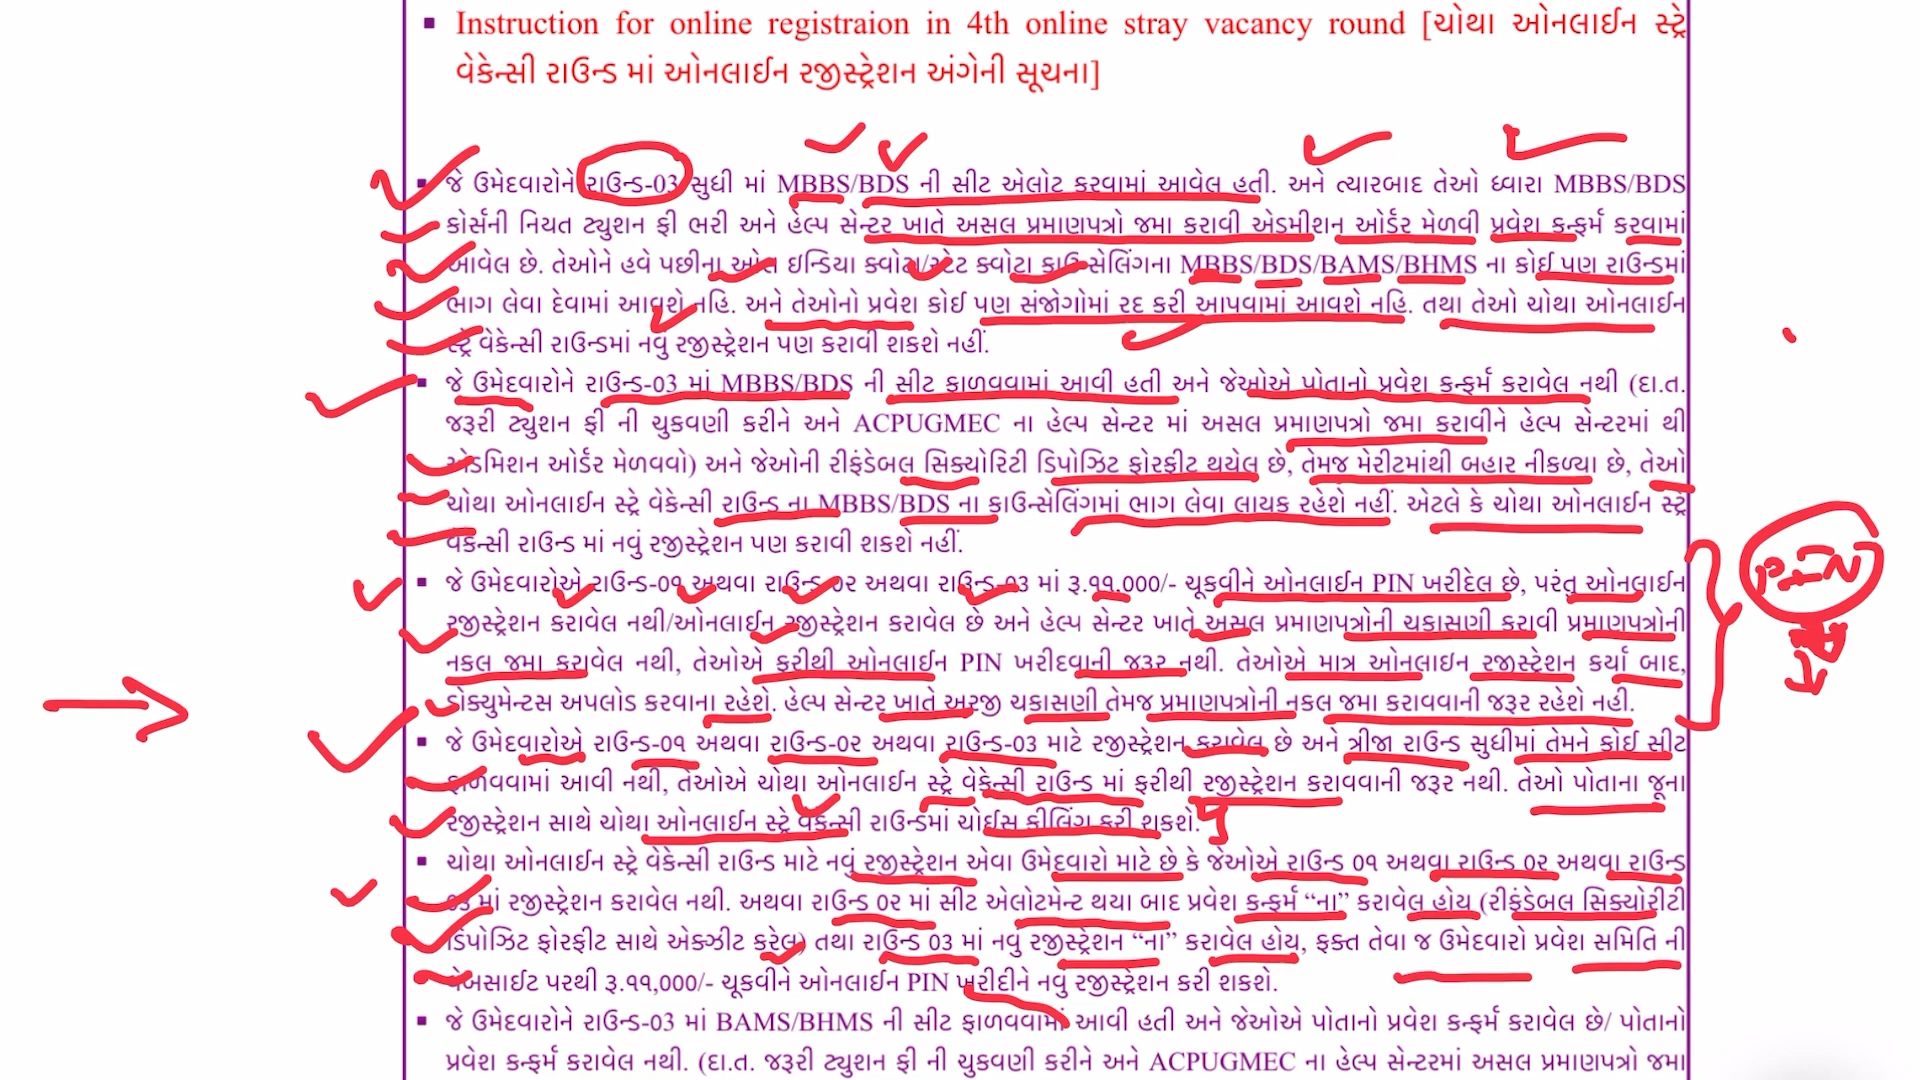 ▪ Instruction for online registraion in 4th online stray vacancy round [ચોથા ઓનલાઈન સ્ટ્રે
વેકેન્સી રાઉન્ડ માં ઓનલાઈન રજીસ્ટ્રેશન અંગેની સૂચના]
▪ જે ઉમેદવારોને રાઉન્ડ-03 સુધી માં MBBS/BDS ની સીટ એલોટ કરવામાં આવેલ હતી. અને ત્યારબાદ તેઓ ધ્વારા MBBS/BDS
કોર્સની નિયત ટ્યુશન ફી ભરી અને હેલ્પ સેન્ટર ખાતે અસલ પ્રમાણપત્રો જમા કરાવી એડમીશન ઓર્ડર મેળવી પ્રવેશ કન્ફર્મ કરવામાં
આવેલ છે. તેઓને હવે પછીના ઓલ ઇન્ડિયા ક્વોટા/સ્ટેટ ક્વોટા કાઉન્સેલિંગના MBBS/BDS/BAMS/BHMS ના કોઈ પણ રાઉન્ડમાં
ભાગ લેવા દેવામાં આવશે નહિ. અને તેઓનો પ્રવેશ કોઈ પણ સંજોગોમાં રદ કરી આપવામાં આવશે નહિ. તથા તેઓ ચોથા ઓનલાઈન
સ્ટ્રે વેકેન્સી રાઉન્ડમાં નવું રજીસ્ટ્રેશન પણ કરાવી શકશે નહીં.
▪ જે ઉમેદવારોને રાઉન્ડ-03 માં MBBS/BDS ની સીટ ફાળવવામાં આવી હતી અને જેઓએ પોતાનો પ્રવેશ કન્ફર્મ કરાવેલ નથી (દા.ત.
જરૂરી ટ્યુશન ફી ની ચુકવણી કરીને અને ACPUGMEC ના હેલ્પ સેન્ટર માં અસલ પ્રમાણપત્રો જમા કરાવીને હેલ્પ સેન્ટરમાં થી
એડમિશન ઓર્ડર મેળવવો) અને જેઓની રીફંડેબલ સિક્યોરિટી ડિપોઝિટ ફોરફીટ થયેલ છે, તેમજ મેરીટમાંથી બહાર નીકળ્યા છે, તેઓ
ચોથા ઓનલાઈન સ્ટ્રે વેકેન્સી રાઉન્ડ ના MBBS/BDS ના કાઉન્સેલિંગમાં ભાગ લેવા લાયક રહેશે નહીં. એટલે કે ચોથા ઓનલાઈન સ્ટ્રે
વેકેન્સી રાઉન્ડ માં નવું રજીસ્ટ્રેશન પણ કરાવી શકશે નહીં.
▪ જે ઉમેદવારોએ રાઉન્ડ-૦૧ અથવા રાઉન્ડ-૦૨ અથવા રાઉન્ડ-૦3 માં રૂ.૧૧,000/- ચૂકવીને ઓનલાઈન PIN ખરીદેલ છે, પરંતુ ઓનલાઈન
રજીસ્ટ્રેશન કરાવેલ નથી/ઓનલાઈન રજીસ્ટ્રેશન કરાવેલ છે અને હેલ્પ સેન્ટર ખાતે અસલ પ્રમાણપત્રોની ચકાસણી કરાવી પ્રમાણપત્રોની
નકલ જમા કરાવેલ નથી, તેઓએ ફરીથી ઓનલાઈન PIN ખરીદવાની જરૂર નથી. તેઓએ માત્ર ઓનલાઈન રજીસ્ટ્રેશન કર્યા બાદ,
ડોક્યુમેન્ટસ અપલોડ કરવાના રહેશે. હેલ્પ સેન્ટર ખાતે અરજી ચકાસણી તેમજ પ્રમાણપત્રોની નકલ જમા કરાવવાની જરૂર રહેશે નહી.
PIN
▪ જે ઉમેદવારોએ રાઉન્ડ-૦૧ અથવા રાઉન્ડ-૦૨ અથવા રાઉન્ડ-03 માટે રજીસ્ટ્રેશન કરાવેલ છે અને ત્રીજા રાઉન્ડ સુધીમાં તેમને કોઈ સીટ
ફાળવવામાં આવી નથી, તેઓએ ચોથા ઓનલાઈન સ્ટ્રે વેકેન્સી રાઉન્ડ માં ફરીથી રજીસ્ટ્રેશન કરાવવાની જરૂર નથી. તેઓ પોતાના જૂના
રજીસ્ટ્રેશન સાથે ચોથા ઓનલાઈન સ્ટ્રે વેકેન્સી રાઉન્ડમાં ચોઈસ ફીલિંગ કરી શકશે.
▪ ચોથા ઓનલાઈન સ્ટ્રે વેકેન્સી રાઉન્ડ માટે નવું રજીસ્ટ્રેશન એવા ઉમેદવારો માટે છે કે જેઓએ રાઉન્ડ ૦૧ અથવા રાઉન્ડ ૦૨ અથવા રાઉન્ડ
૦3 માં રજીસ્ટ્રેશન કરાવેલ નથી. અથવા રાઉન્ડ ૦૨ માં સીટ એલોટમેન્ટ થયા બાદ પ્રવેશ કન્ફર્મ “ના” કરાવેલ હોય (રીફંડેબલ સિક્યોરીટી
ડિપોઝિટ ફોરફીટ સાથે એક્ઝીટ કરેલ) તથા રાઉન્ડ 03 માં નવું રજીસ્ટ્રેશન “ના” કરાવેલ હોય, ફક્ત તેવા જ ઉમેદવારો પ્રવેશ સમિતિ ની
વેબસાઈટ પરથી રૂ.૧૧,000/- ચૂકવીને ઓનલાઈન PIN ખરીદીને નવું રજીસ્ટ્રેશન કરી શકશે.
▪ જે ઉમેદવારોને રાઉન્ડ-03 માં BAMS/BHMS ની સીટ ફાળવવામાં આવી હતી અને જેઓએ પોતાનો પ્રવેશ કન્ફર્મ કરાવેલ છે/ પોતાનો
પ્રવેશ કન્ફર્મ કરાવેલ નથી. (દા.ત. જરૂરી ટ્યુશન ફી ની ચુકવણી કરીને અને ACPUGMEC ના હેલ્પ સેન્ટરમાં અસલ પ્રમાણપત્રો જમા